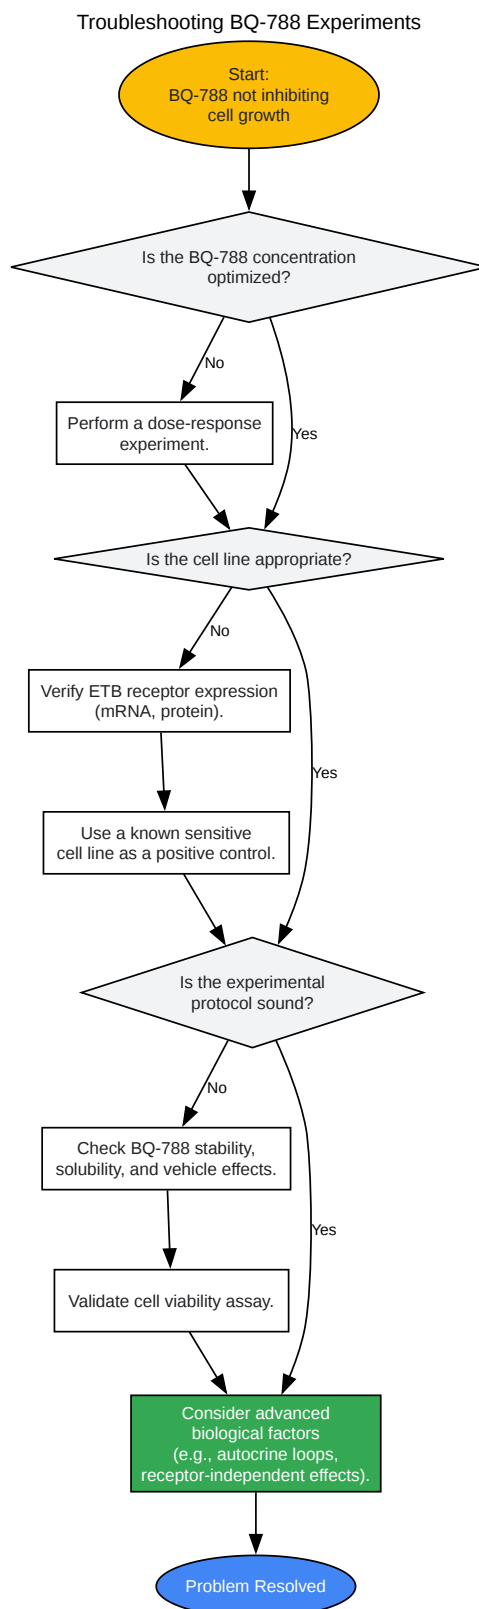 Troubleshooting BQ-788 Experiments
Start:
BQ-788 not inhibiting
cell growth
Is the BQ-788 concentration
optimized?
No
Perform a dose-response
experiment.
Yes
Is the cell line appropriate?
No
Verify ETB receptor expression
(mRNA, protein).
Yes
Use a known sensitive
cell line as a positive control.
Is the experimental
protocol sound?
No
Check BQ-788 stability,
solubility, and vehicle effects.
Yes
Validate cell viability assay.
Consider advanced
biological factors
(e.g., autocrine loops,
receptor-independent effects).
Problem Resolved